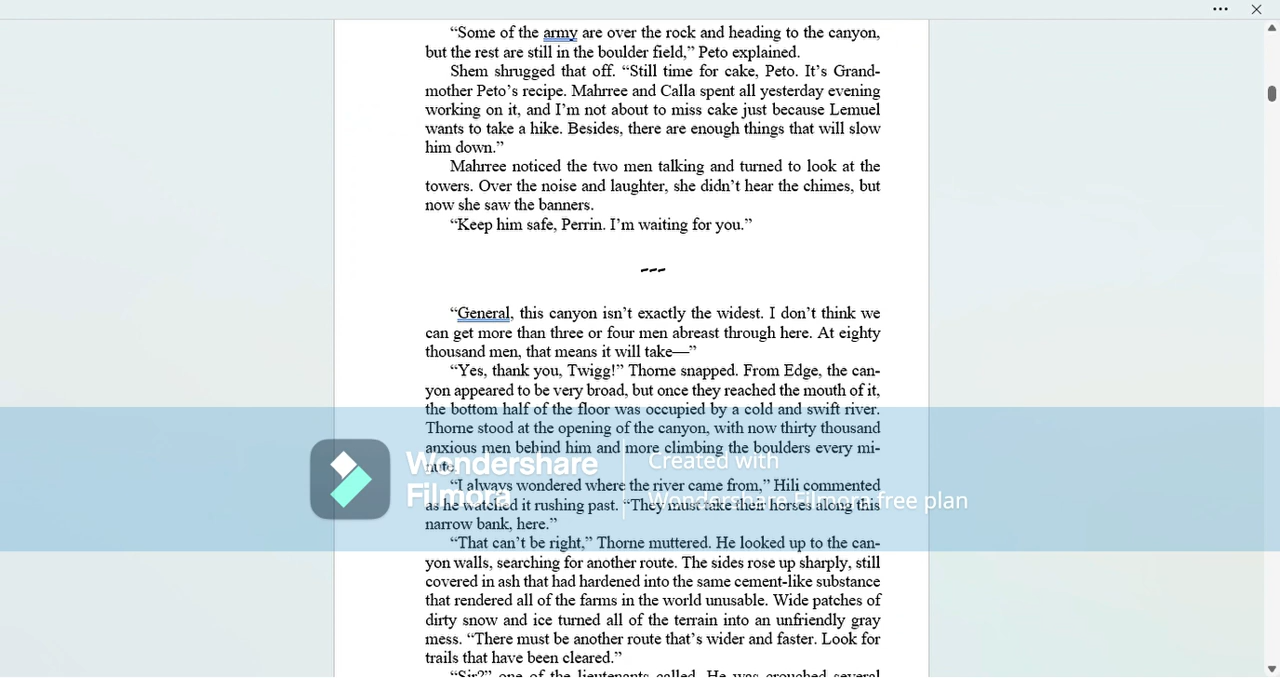 “Some of the army are over the rock and heading to the canyon,
but the rest are still in the boulder field,” Peto explained.
Shem shrugged that off. “Still time for cake, Peto. It’s Grand-
mother Peto’s recipe. Mahrree and Calla spent all yesterday evening
working on it, and I’m not about to miss cake just because Lemuel
wants to take a hike. Besides, there are enough things that will slow
him down.”
Mahrree noticed the two men talking and turned to look at the
towers. Over the noise and laughter, she didn’t hear the chimes, but
now she saw the banners.
“Keep him safe, Perrin. I’m waiting for you.”
~~~
“General, this canyon isn’t exactly the widest. I don’t think we
can get more than three or four men abreast through here. At eighty
thousand men, that means it will take—”
“Yes, thank you, Twigg!” Thorne snapped. From Edge, the can-
yon appeared to be very broad, but once they reached the mouth of it,
the bottom half of the floor was occupied by a cold and swift river.
Thorne stood at the opening of the canyon, with now thirty thousand
anxious men behind him and more climbing the boulders every mi-
nute.
“I always wondered where the river came from,” Hili commented
as he watched it rushing past. “They must take their horses along this
narrow bank, here.”
“That can’t be right,” Thorne muttered. He looked up to the can-
yon walls, searching for another route. The sides rose up sharply, still
covered in ash that had hardened into the same cement-like substance
that rendered all of the farms in the world unusable. Wide patches of
dirty snow and ice turned all of the terrain into an unfriendly gray
mess. “There must be another route that’s wider and faster. Look for
trails that have been cleared.”
“Sir?” one of the lieutenants called. He was crouched several
Wondershare
Filmora
Created with
Wondershare Filmora free plan